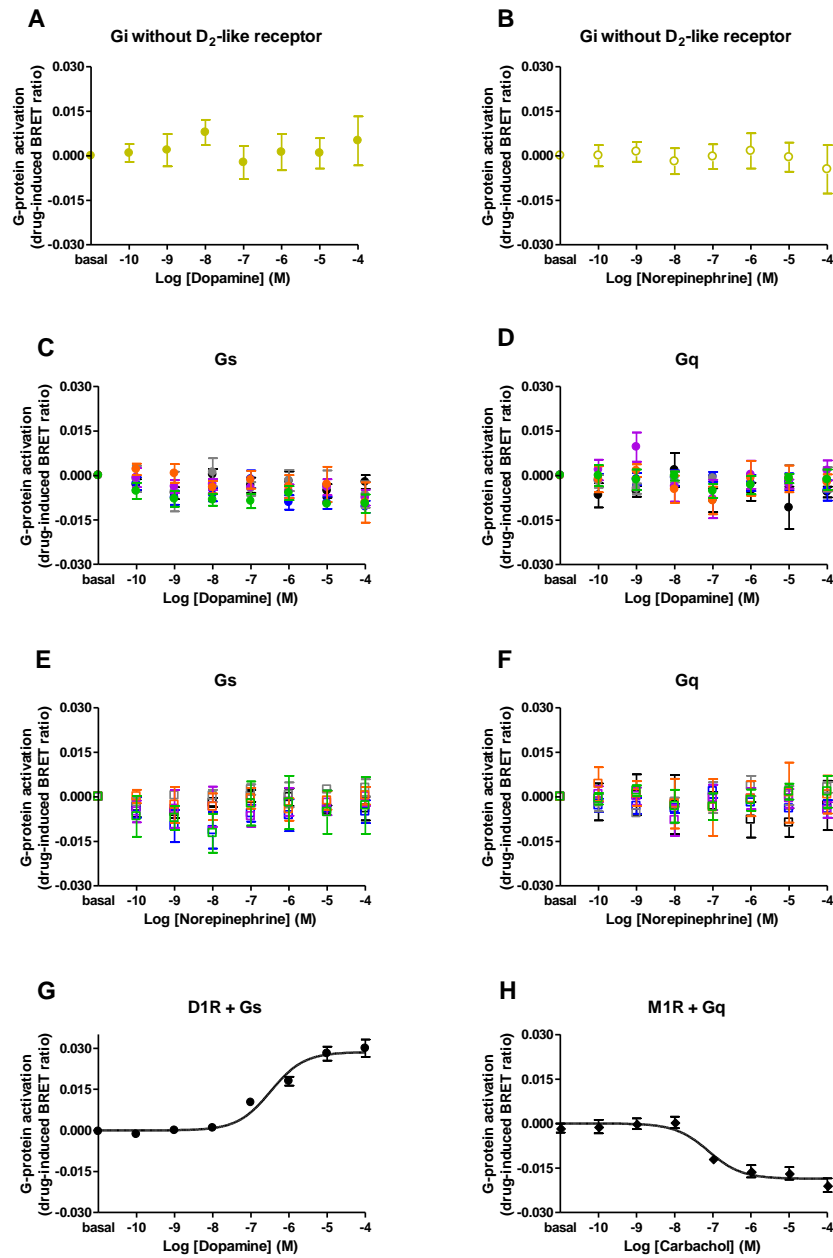 A
Gi without D2-like receptor
G-protein activation
(drug-induced BRET ratio)
0.030
0.015
0.000
-0.015
-0.030
basal -10 -9 -8 -7 -6 -5 -4
Log [Dopamine] (M)
B
Gi without D2-like receptor
G-protein activation
(drug-induced BRET ratio)
0.030
0.015
0.000
-0.015
-0.030
basal -10 -9 -8 -7 -6 -5 -4
Log [Norepinephrine] (M)
C
Gs
G-protein activation
(drug-induced BRET ratio)
0.030
0.015
0.000
-0.015
-0.030
basal -10 -9 -8 -7 -6 -5 -4
Log [Dopamine] (M)
D
Gq
G-protein activation
(drug-induced BRET ratio)
0.030
0.015
0.000
-0.015
-0.030
basal -10 -9 -8 -7 -6 -5 -4
Log [Dopamine] (M)
E
Gs
G-protein activation
(drug-induced BRET ratio)
0.030
0.015
0.000
-0.015
-0.030
basal -10 -9 -8 -7 -6 -5 -4
Log [Norepinephrine] (M)
F
Gq
G-protein activation
(drug-induced BRET ratio)
0.030
0.015
0.000
-0.015
-0.030
basal -10 -9 -8 -7 -6 -5 -4
Log [Norepinephrine] (M)
G
D1R + Gs
G-protein activation
(drug-induced BRET ratio)
0.030
0.015
0.000
-0.015
-0.030
basal -10 -9 -8 -7 -6 -5 -4
Log [Dopamine] (M)
H
M1R + Gq
G-protein activation
(drug-induced BRET ratio)
0.030
0.015
0.000
-0.015
-0.030
basal -10 -9 -8 -7 -6 -5 -4
Log [Carbachol] (M)